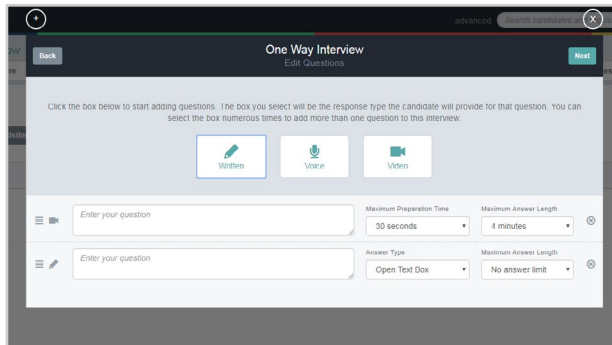 +
advanced
Search candidates
X
Back
One Way Interview
Edit Questions
Next
Click the box below to start adding questions. The box you select will be the response type the candidate will provide for that question. You can
select the box numerous times to add more than one question to this interview.
Written
Voice
Video
Enter your question
Maximum Preparation Time
Maximum Answer Length
30 seconds
4 minutes
Enter your question
Answer Type
Maximum Answer Length
Open Text Box
No answer limit